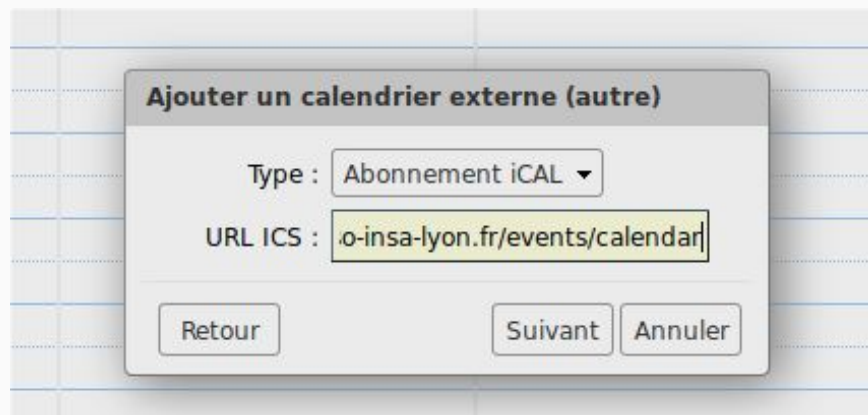 Ajouter un calendrier externe (autre)
Type : Abonnement iCAL
URL ICS : o-insa-lyon.fr/events/calendar
Retour Suivant Annuler